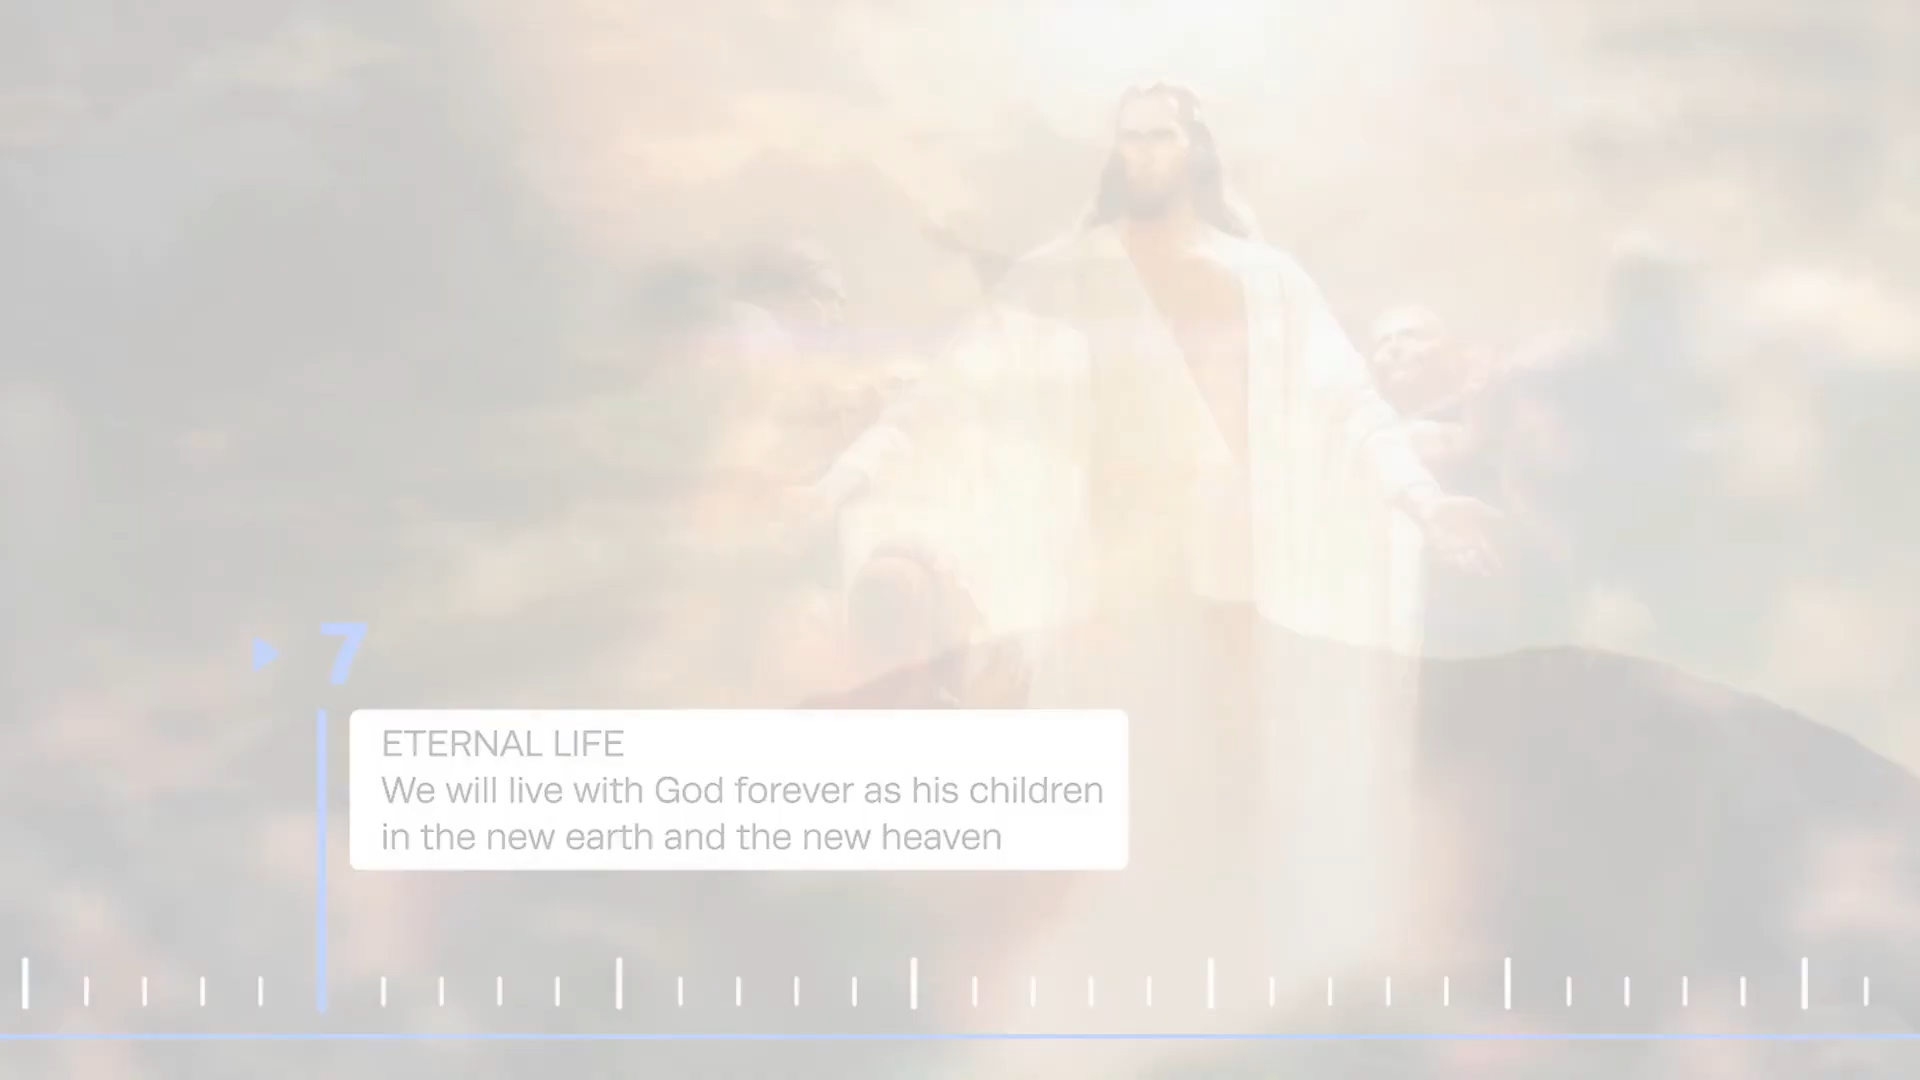 7
ETERNAL LIFE
We will live with God forever as his children
in the new earth and the new heaven